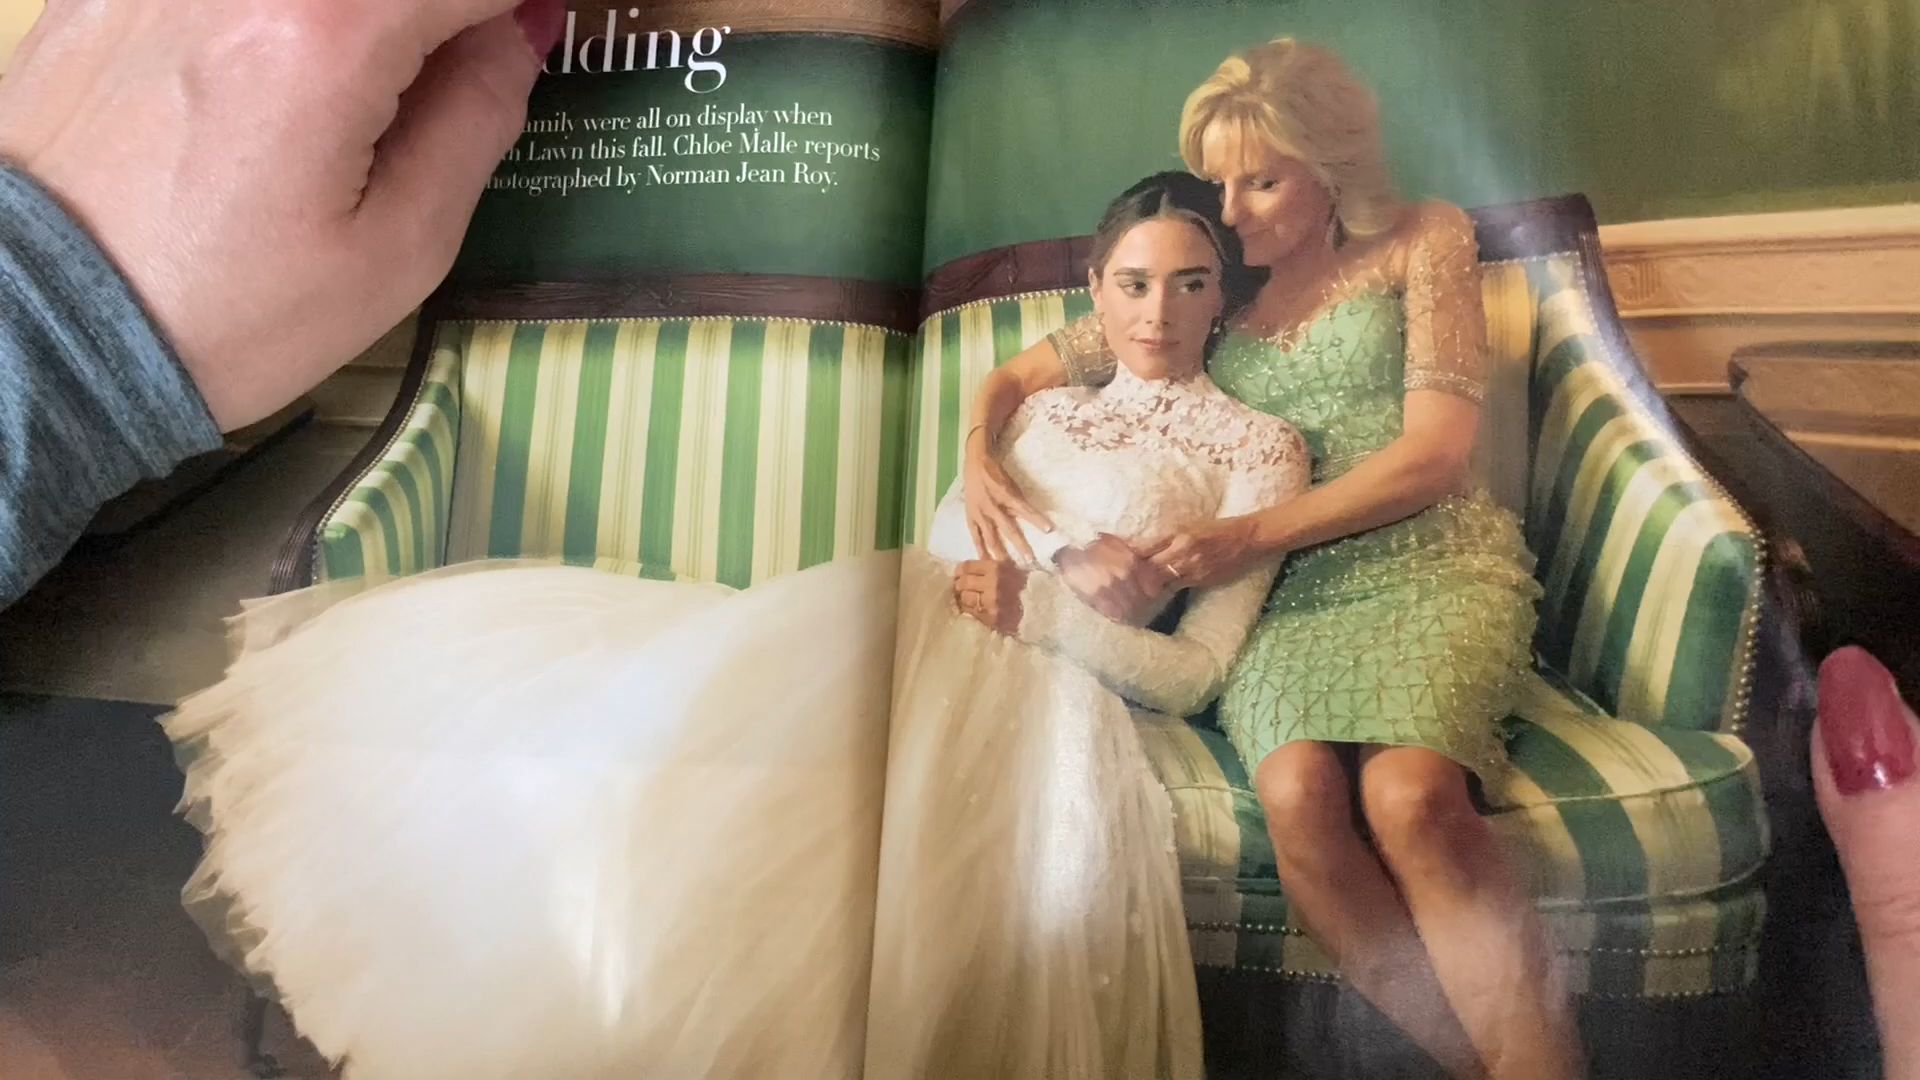 dding
amily were all on display when
Lawn this fall. Chloe Malle reports
hotographed by Norman Jean Roy.